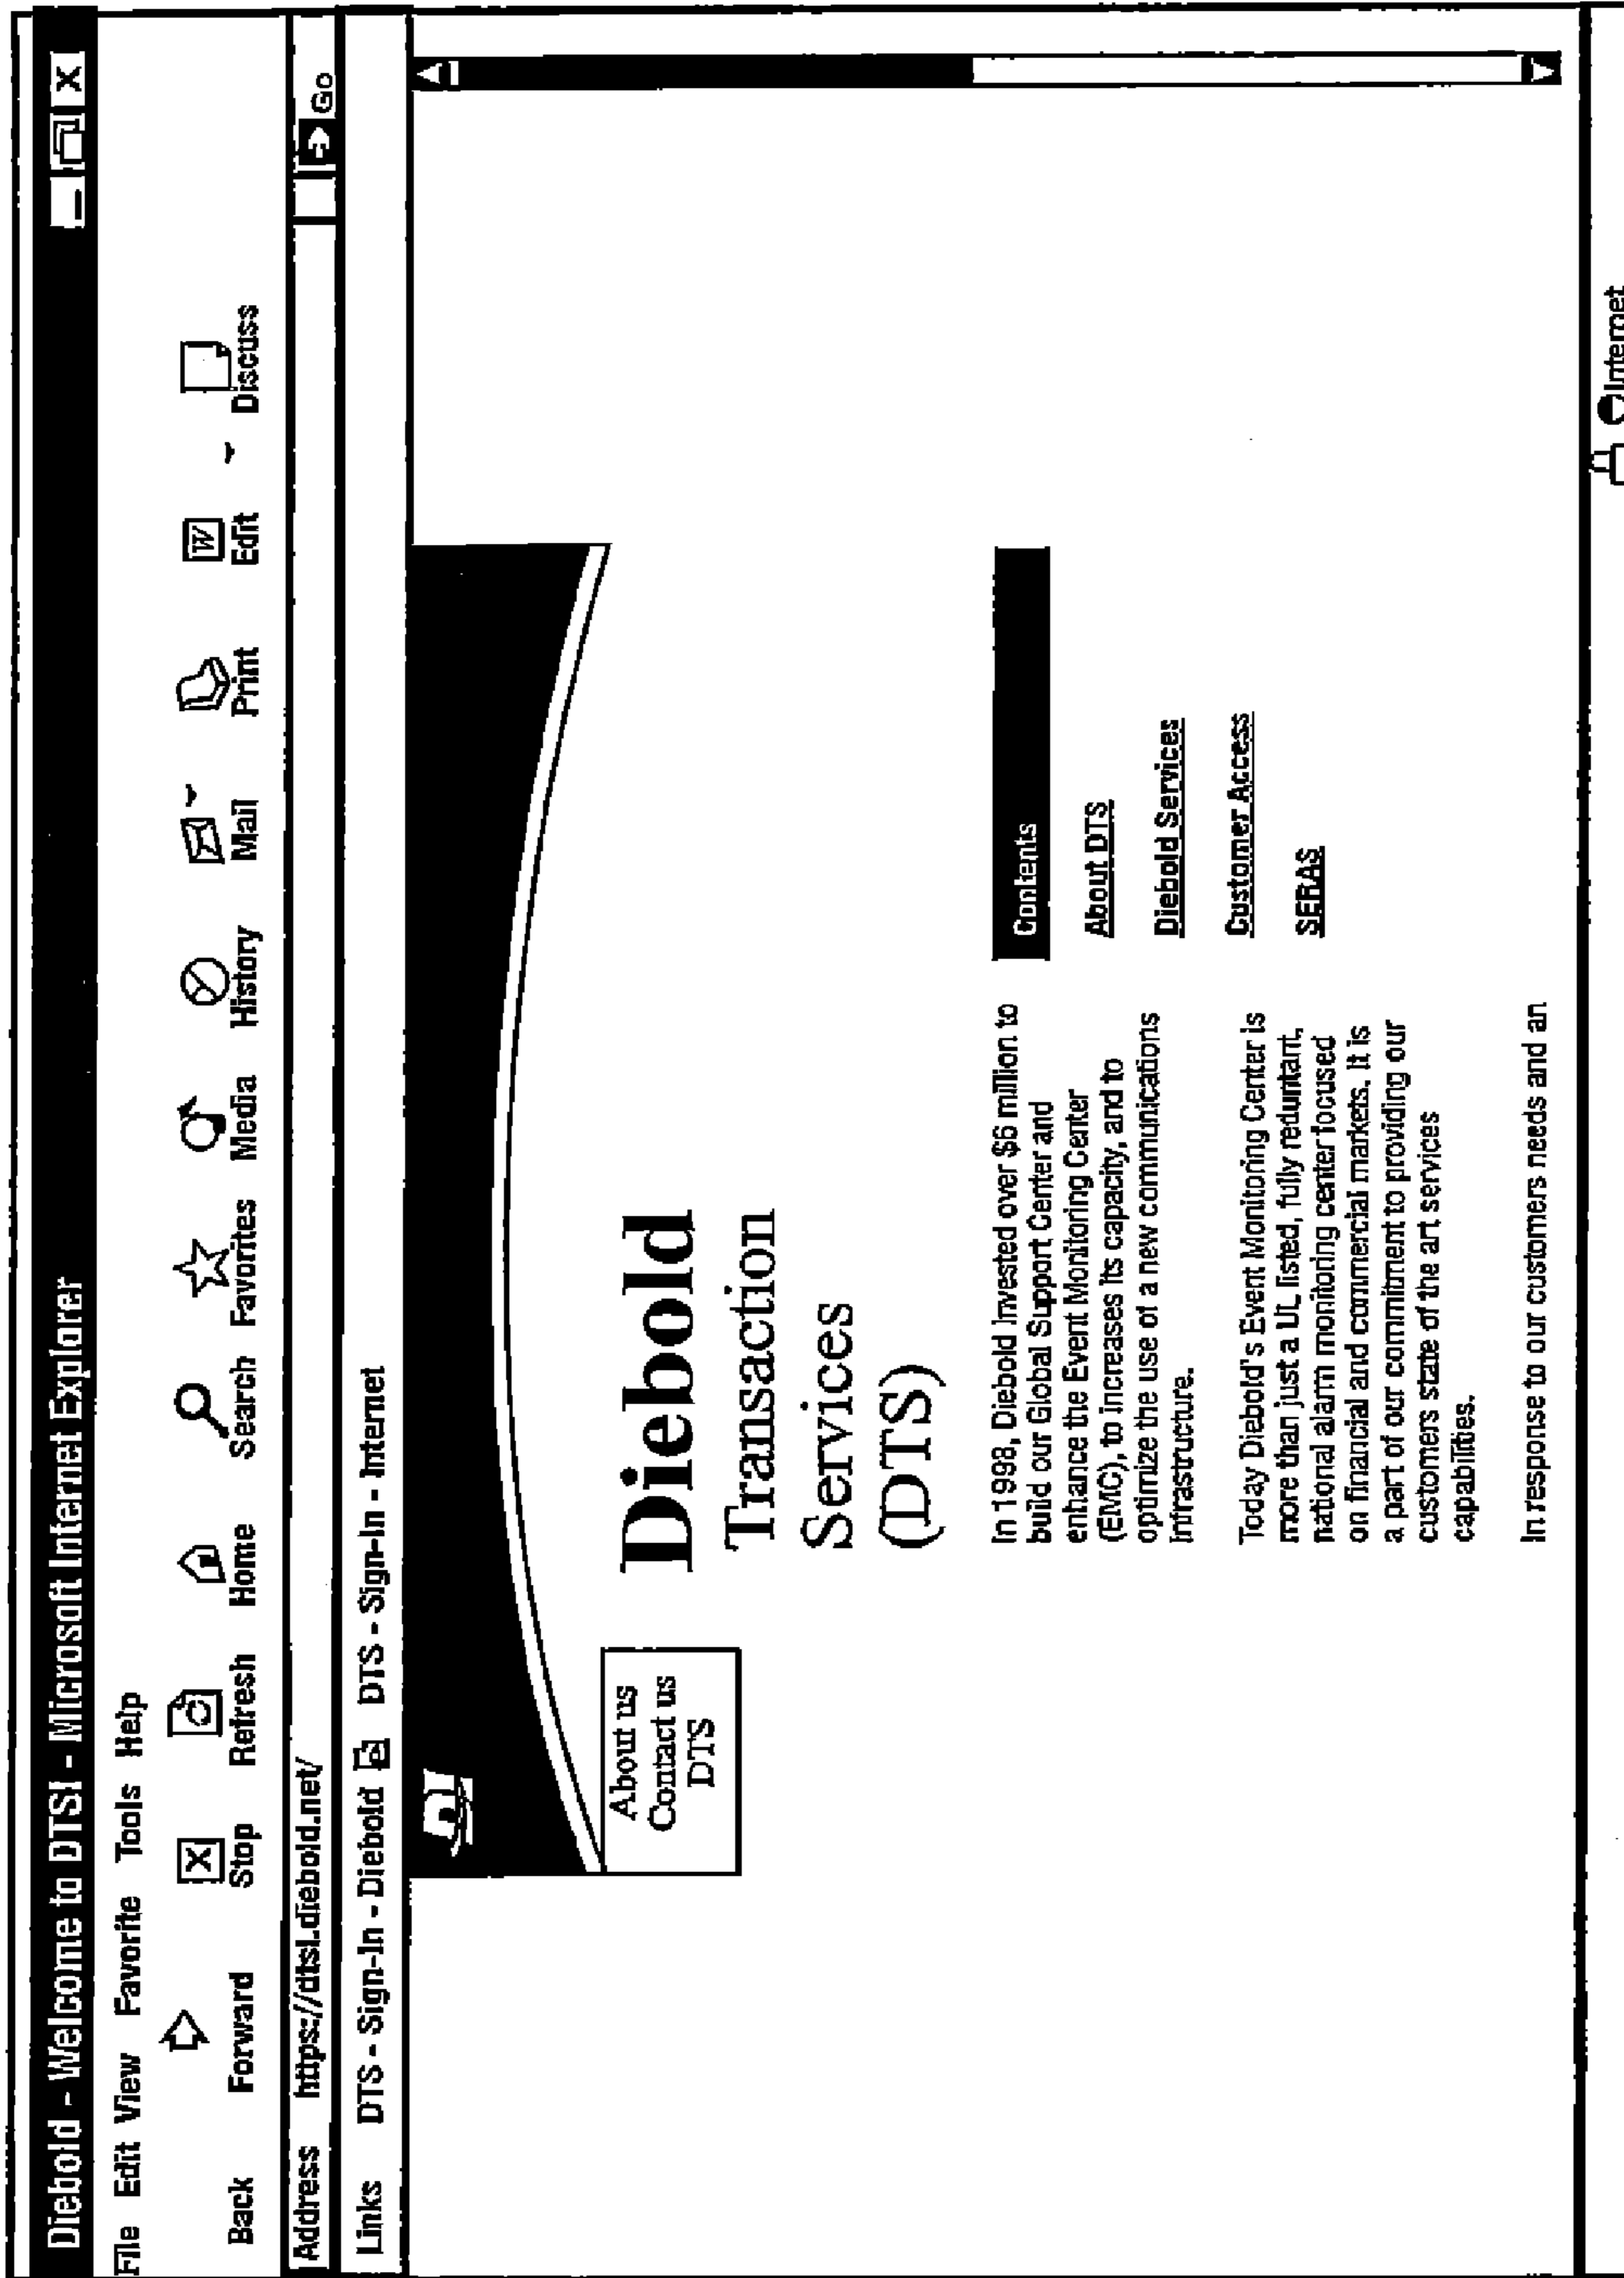 Diebold - Welcome to DTSI - Microsoft Internet Explorer
File Edit View Favorite Tools Help
Back Forward Stop Refresh Home Search Favorites Media History Mail Print Edit Discuss
Address https://dtsi.diebold.net/ Go
Links DTS - Sign-In - Diebold DTS - Sign-In - Internet
About us
Contact us
DTS
Diebold
Transaction
Services
(DTS)
In 1998, Diebold Invested over $6 million to
build our Global Support Center and
enhance the Event Monitoring Center
(EMC), to increases its capacity, and to
optimize the use of a new communications
Infrastructure.
Today Diebold's Event Monitoring Center is
more than just a UL listed, fully reduntant,
national alarm monitoring center focused
on financial and commercial markets. It is
a part of our commitment to providing our
customers state of the art services
capabilities.
In response to our customers needs and an
Contents
About DTS
Diebold Services
Customer Access
SERAS
Internet